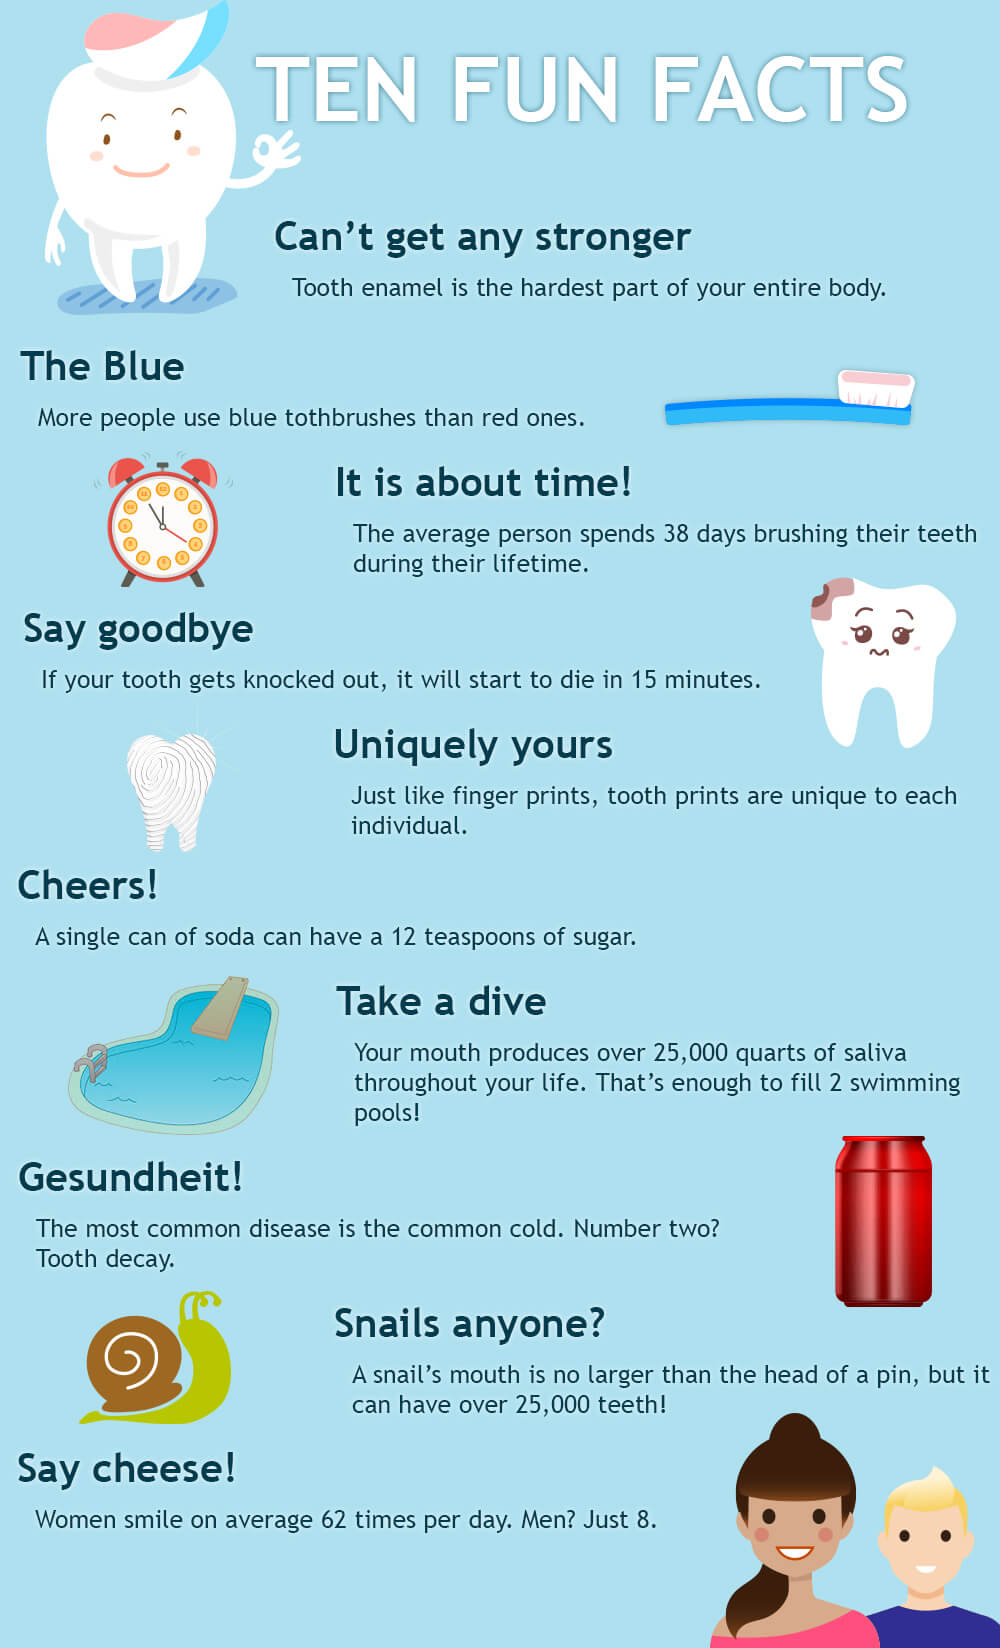 TEN FUN FACTS
Can't get any stronger
Tooth enamel is the hardest part of your entire body.
The Blue
More people use blue tothbrushes than red ones.
It is about time!
The average person spends 38 days brushing their teeth
during their lifetime.
Say goodbye
If your tooth gets knocked out, it will start to die in 15 minutes.
Uniquely yours
Just like finger prints, tooth prints are unique to each
individual.
Cheers!
A single can of soda can have a 12 teaspoons of sugar.
Take a dive
Your mouth produces over 25,000 quarts of saliva
throughout your life. That's enough to fill 2 swimming
pools!
Gesundheit!
The most common disease is the common cold. Number two?
Tooth decay.
Snails anyone?
A snail's mouth is no larger than the head of a pin, but it
can have over 25,000 teeth!
Say cheese!
Women smile on average 62 times per day. Men? Just 8.